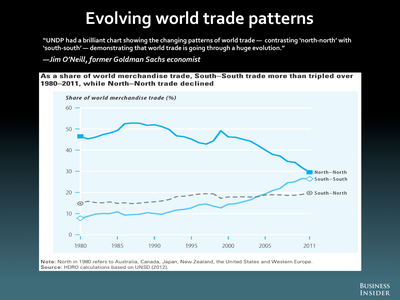 Evolving world trade patterns
“UNDP had a brilliant chart showing the changing patterns of world trade — contrasting ‘north-north’ with
‘south-south’ — demonstrating that world trade is going through a huge evolution.”
—Jim O’Neill, former Goldman Sachs economist
As a share of world merchandise trade, South–South trade more than tripled over
1980–2011, while North–North trade declined
Share of world merchandise trade (%)
60
50
40
30
20
10
0
North–North
South–South
South–North
1980 1985 1990 1995 2000 2005 2011
Note: North in 1980 refers to Australia, Canada, Japan, New Zealand, the United States and Western Europe.
Source: HDRO calculations based on UNSD (2012).
BUSINESS
INSIDER